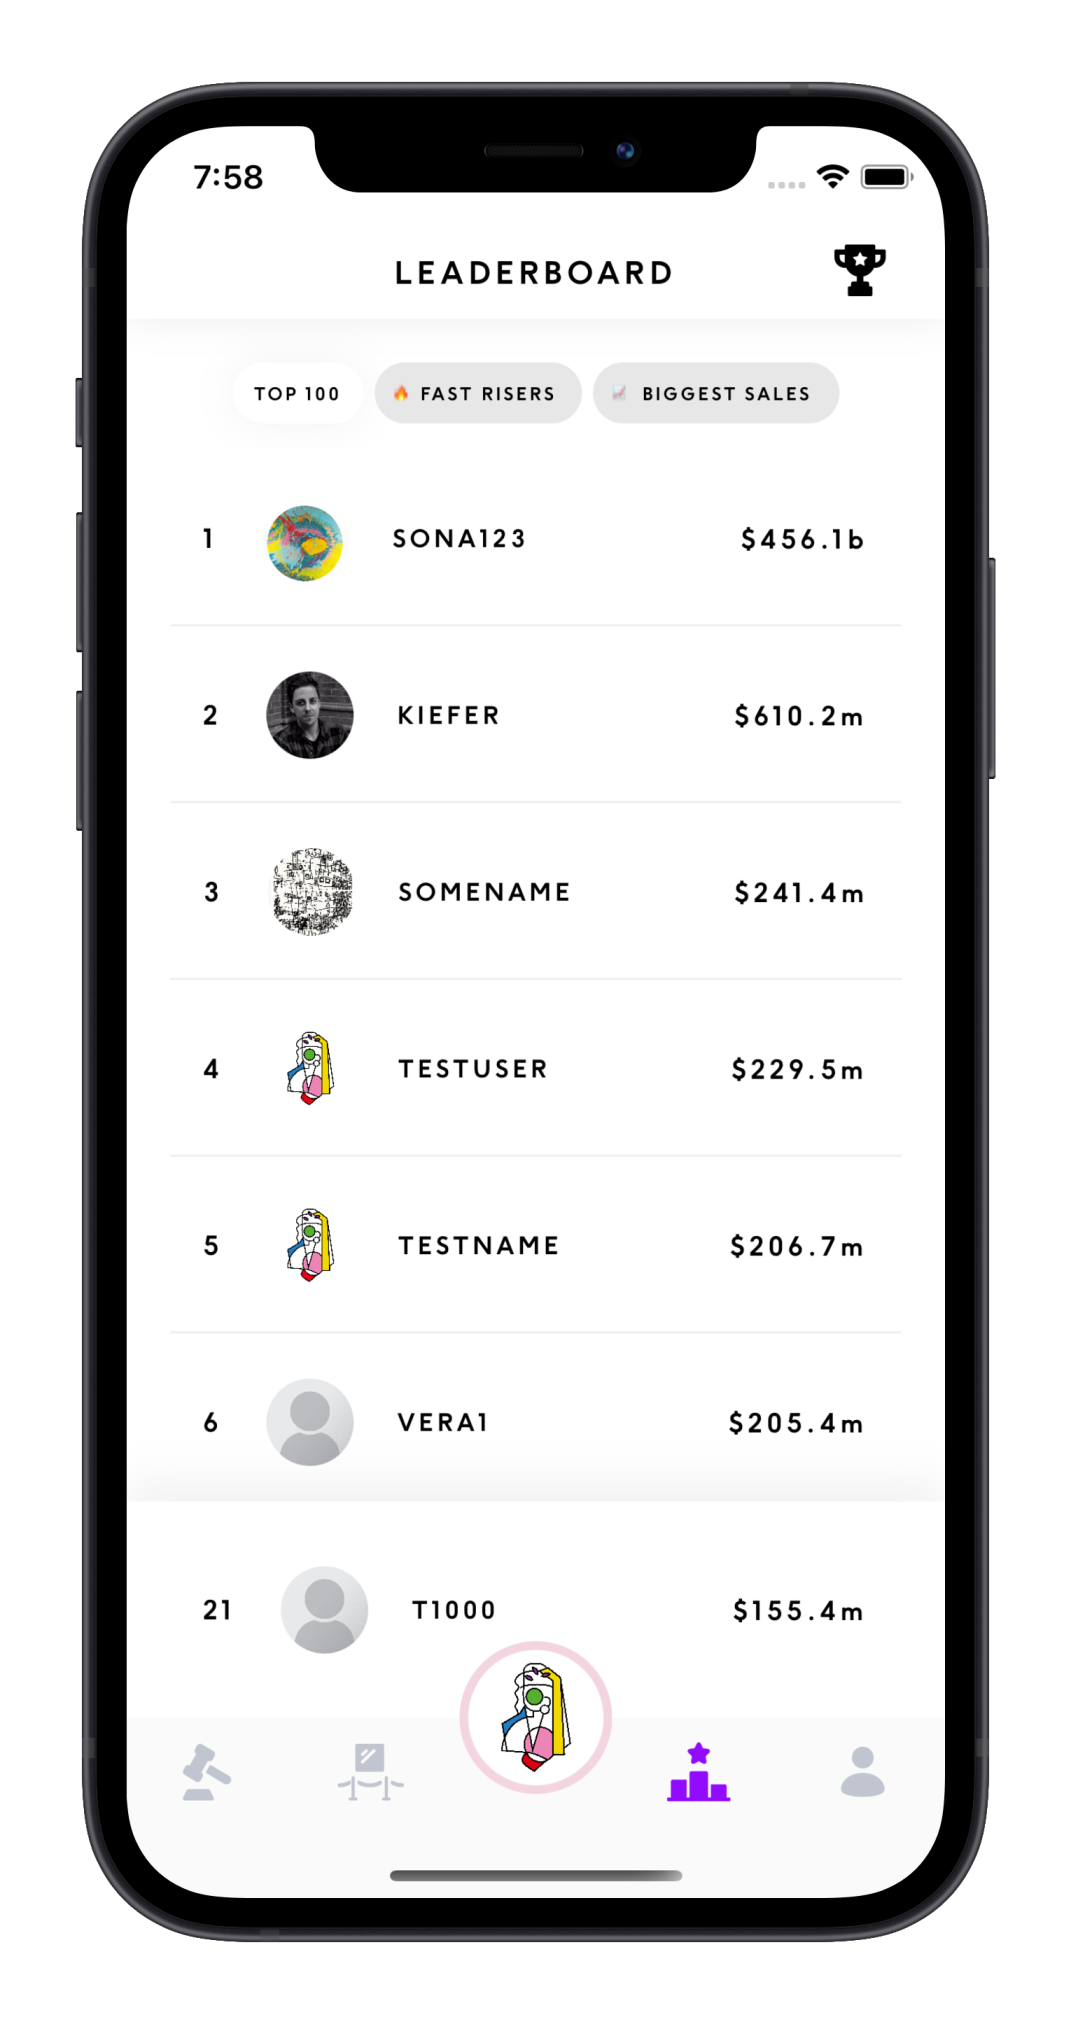 7:58
LEADERBOARD
TOP 100 🔥 FAST RISERS 📈 BIGGEST SALES
1 SONA123 $456.1b
2 KIEFER $610.2m
3 SOMENAME $241.4m
4 TESTUSER $229.5m
5 TESTNAME $206.7m
6 VERA1 $205.4m
21 T1000 $155.4m